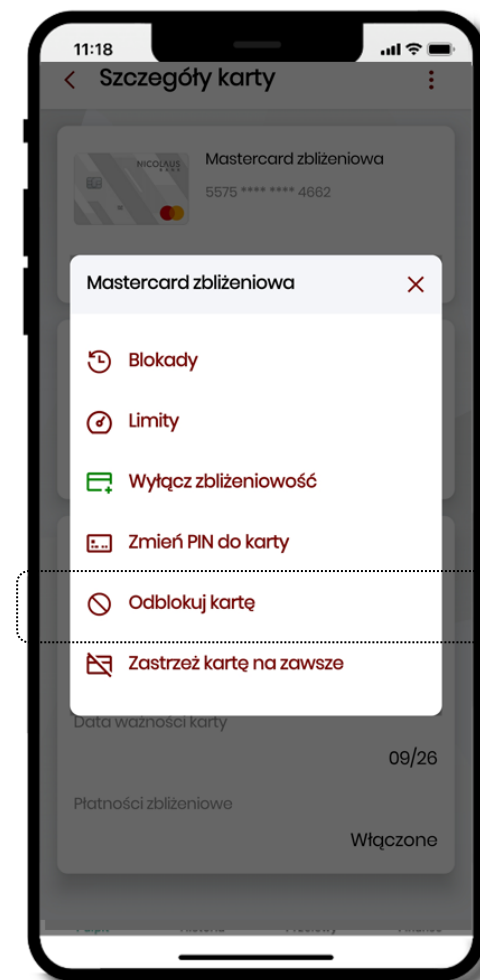 11:18
Szczegóły karty
NICOLAUS
BANK
Mastercard zbliżeniowa
5575 **** **** 4662
Mastercard zbliżeniowa
Blokady
Limity
Wyłącz zbliżeniowość
Zmień PIN do karty
Odblokuj kartę
Zastrzeż kartę na zawsze
Data ważności karty
09/26
Płatności zbliżeniowe
Włączone